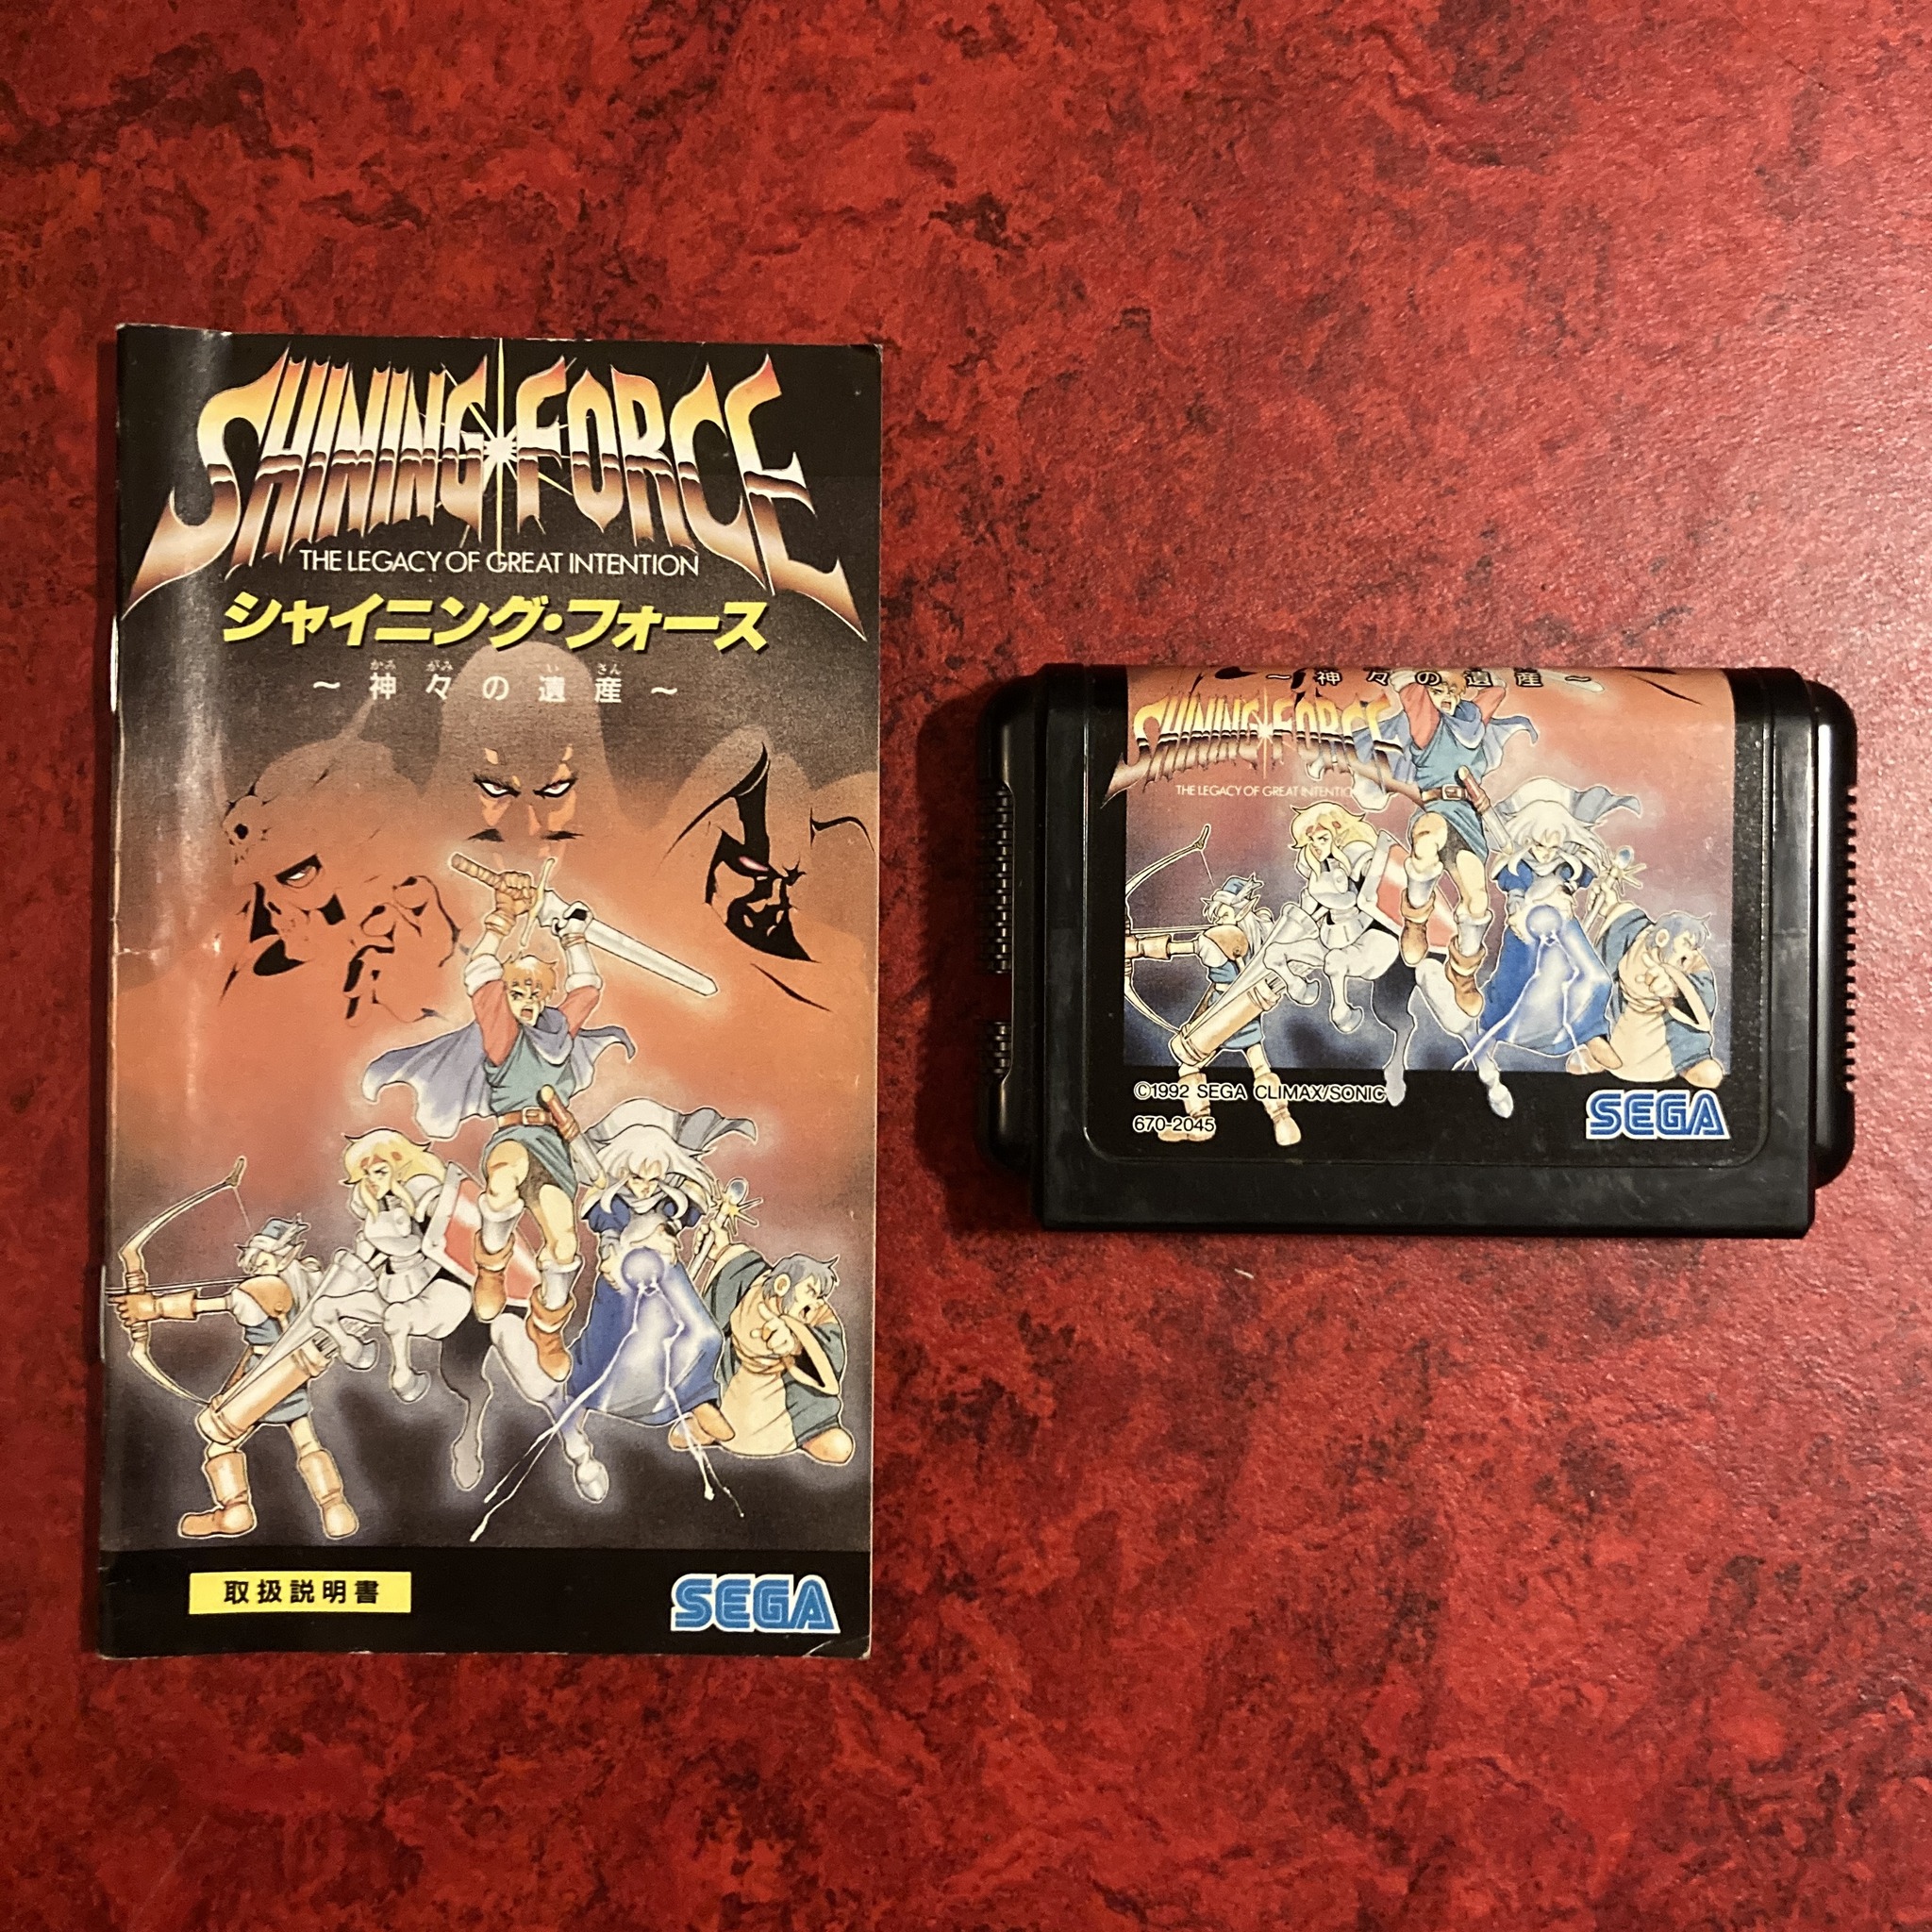 SHINING FORCE
THE LEGACY OF GREAT INTENTION
シャイニング・フォース
かみ がみ い さん
～神々の遺産～
取扱説明書
SEGA
～神々の遺産～
SHINING FORCE
THE LEGACY OF GREAT INTENTIO
©1992 SEGA CLIMAX/SONIC
670-2045
SEGA